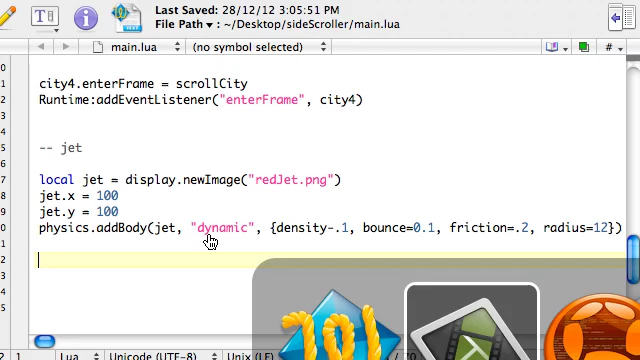 Last Saved: 28/12/12 3:05:51 PM
File Path ▾: ~/Desktop/sideScroller/main.lua
main.lua
(no symbol selected)
city4.enterFrame = scrollCity
Runtime:addEventListener("enterFrame", city4)
-- jet
local jet = display.newImage("redJet.png")
jet.x = 100
jet.y = 100
physics.addBody(jet, "dynamic", {density-.1, bounce=0.1, friction=.2, radius=12})
Lua
Unicode (UTF-8)
Unix (LF)
/ 70